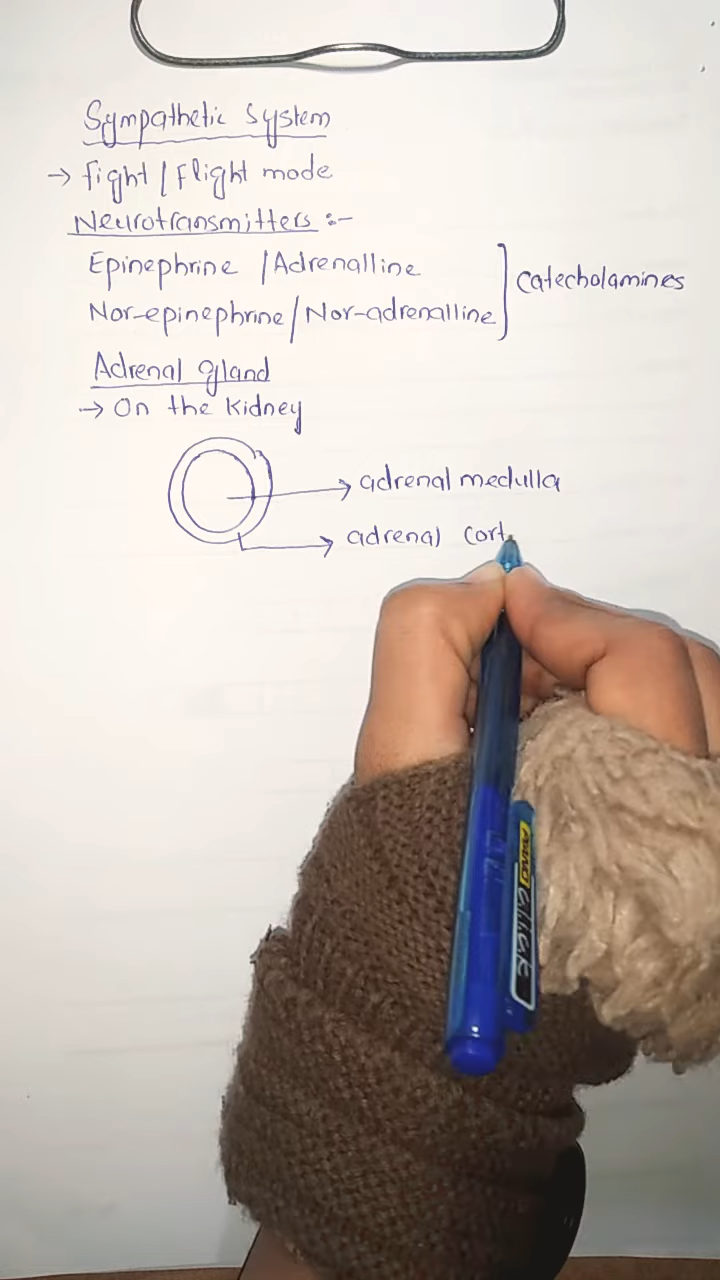 Sympathetic System
→ fight / Flight mode
Neurotransmitters :-
Epinephrine / Adrenalline
Nor-epinephrine / Nor-adrenalline
Catecholamines
Adrenal gland
→ On the kidney
adrenal medulla
adrenal cort